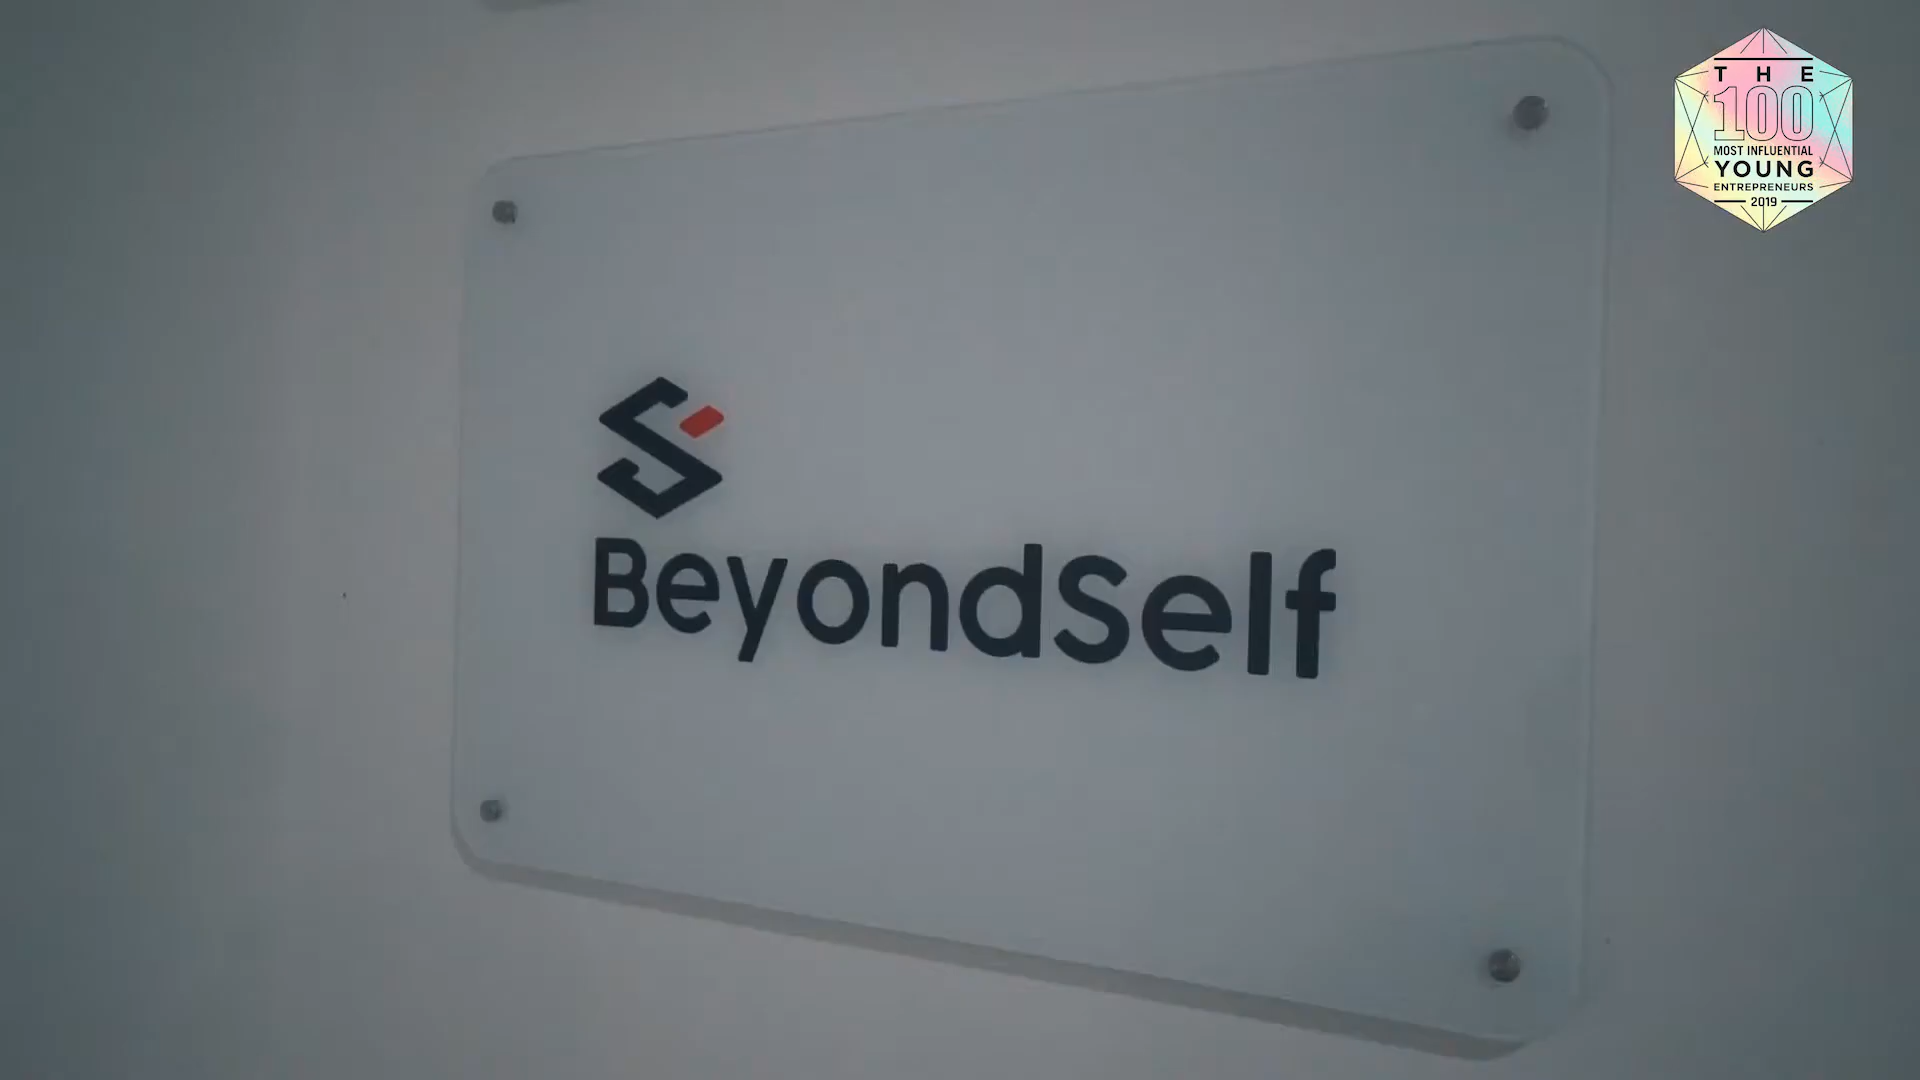 BeyondSelf
THE
100
MOST INFLUENTIAL
YOUNG
ENTREPRENEURS
2019